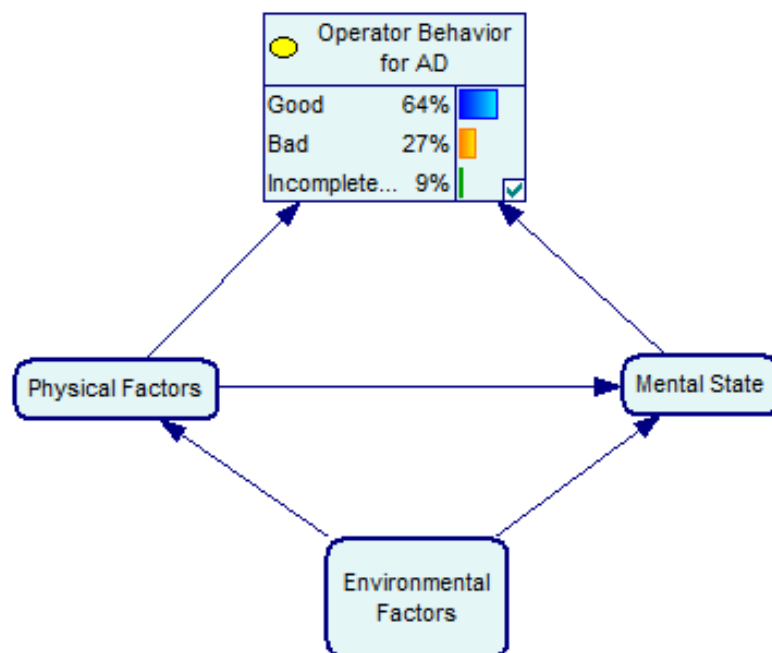 Operator Behavior
for AD
Good 64%
Bad 27%
Incomplete... 9%
Physical Factors
Mental State
Environmental
Factors